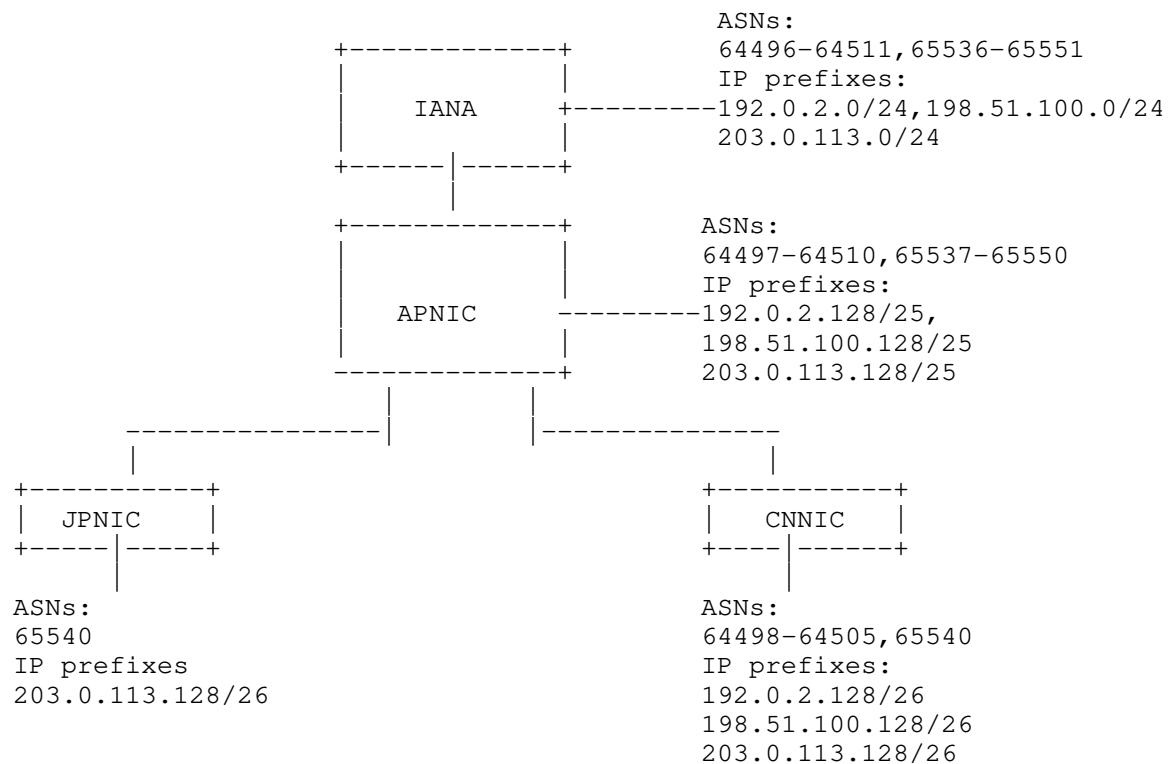 ASNs:
64496-64511,65536-65551
IP prefixes:
IANA
192.0.2.0/24,198.51.100.0/24
203.0.113.0/24
ASNs:
64497-64510,65537-65550
IP prefixes:
APNIC
192.0.2.128/25,
198.51.100.128/25
203.0.113.128/25
JPNIC
CNNIC
ASNs:
65540
IP prefixes
203.0.113.128/26
ASNs:
64498-64505,65540
IP prefixes:
192.0.2.128/26
198.51.100.128/26
203.0.113.128/26